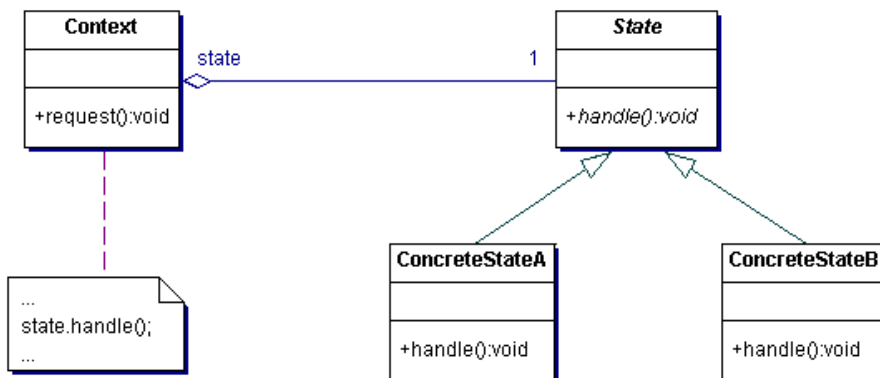 Context
State
state
1
+request():void
+handle():void
ConcreteStateA
ConcreteStateB
...
state.handle();
...
+handle():void
+handle():void